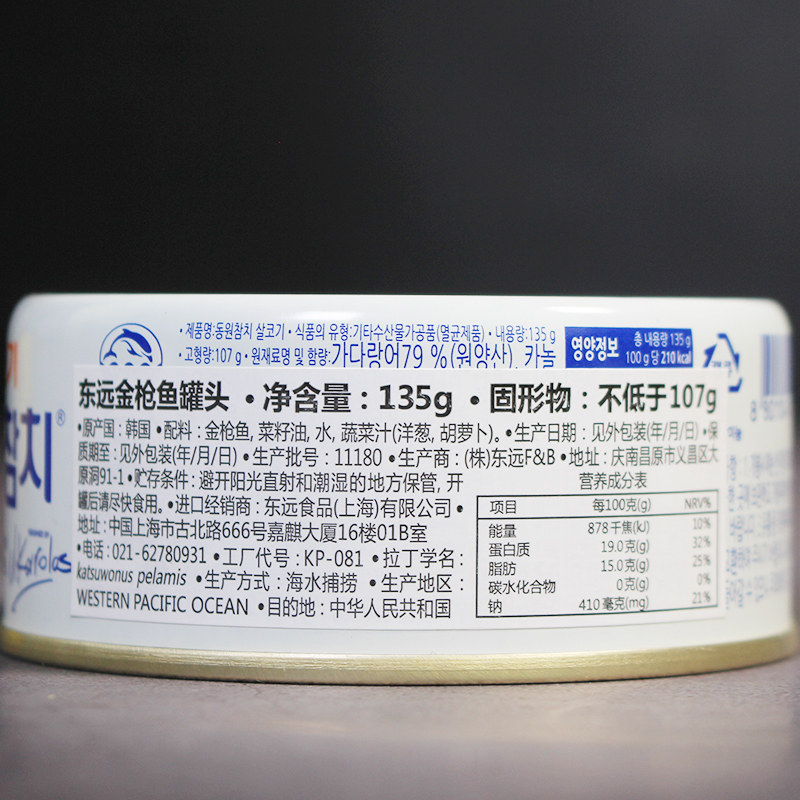 • 제품명:동원참치 살코기 • 식품의 유형:기타수산물가공품(멸균제품) • 내용량:135 g
• 고형량:107 g • 원재료명 및 함량:가다랑어79 %(원양산), 카놀
영양정보
총 내용량 135 g
100 g 당 210 kcal
참치®
东远金枪鱼罐头 • 净含量：135g • 固形物：不低于107g
•原产国：韩国 •配料：金枪鱼, 菜籽油, 水, 蔬菜汁(洋葱, 胡萝卜)。•生产日期：见外包装(年/月/日) •保
质期至：见外包装(年/月/日) •生产批号：11180 •生产商：(株)东远F&B •地址：庆南昌原市义昌区大
原洞91-1 •贮存条件：避开阳光直射和潮湿的地方保管, 开
罐后请尽快食用。•进口经销商：东远食品(上海)有限公司 •
地址：中国上海市古北路666号嘉麒大厦16楼01B室
•电话：021-62780931 •工厂代号：KP-081 •拉丁学名：
katsuwonus pelamis •生产方式：海水捕捞 •生产地区：
WESTERN PACIFIC OCEAN •目的地：中华人民共和国
营养成分表
项目 每100克(g) NRV%
能量 878千焦(kJ) 10%
蛋白质 19.0克(g) 32%
脂肪 15.0克(g) 25%
碳水化合物 0克(g) 0%
钠 410毫克(mg) 21%